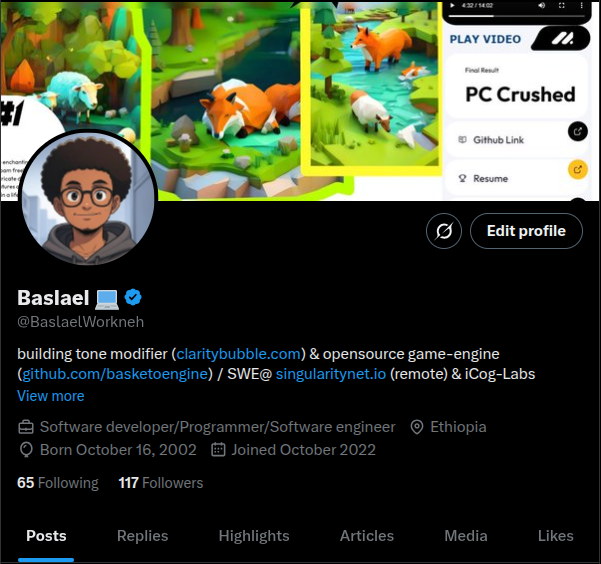 4:32 / 14:02
PLAY VIDEO
Final Result
PC Crushed
#1
Github Link
enchanting
Resume
Edit profile
Baslael 💻
@BaslaelWorkneh
building tone modifier (claritybubble.com) & opensource game-engine
(github.com/basketoengine) / SWE@ singularitynet.io (remote) & iCog-Labs
View more
Software developer/Programmer/Software engineer Ethiopia
Born October 16, 2002 Joined October 2022
65 Following 117 Followers
Posts Replies Highlights Articles Media Likes